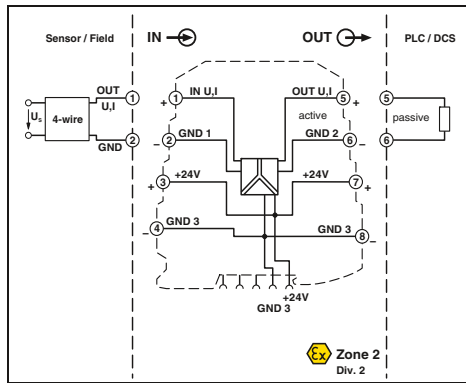 Sensor / Field
IN
OUT
PLC / DCS
OUT
U,I
1
1
IN U,I
OUT U,I
5
5
+
+
Us
4-wire
active
passive
GND
2
2
GND 1
GND 2
6
6
–
–
3
+24V
+24V
7
+
+
4
GND 3
GND 3
8
–
–
+24V
GND 3
Ex
Zone 2
Div. 2